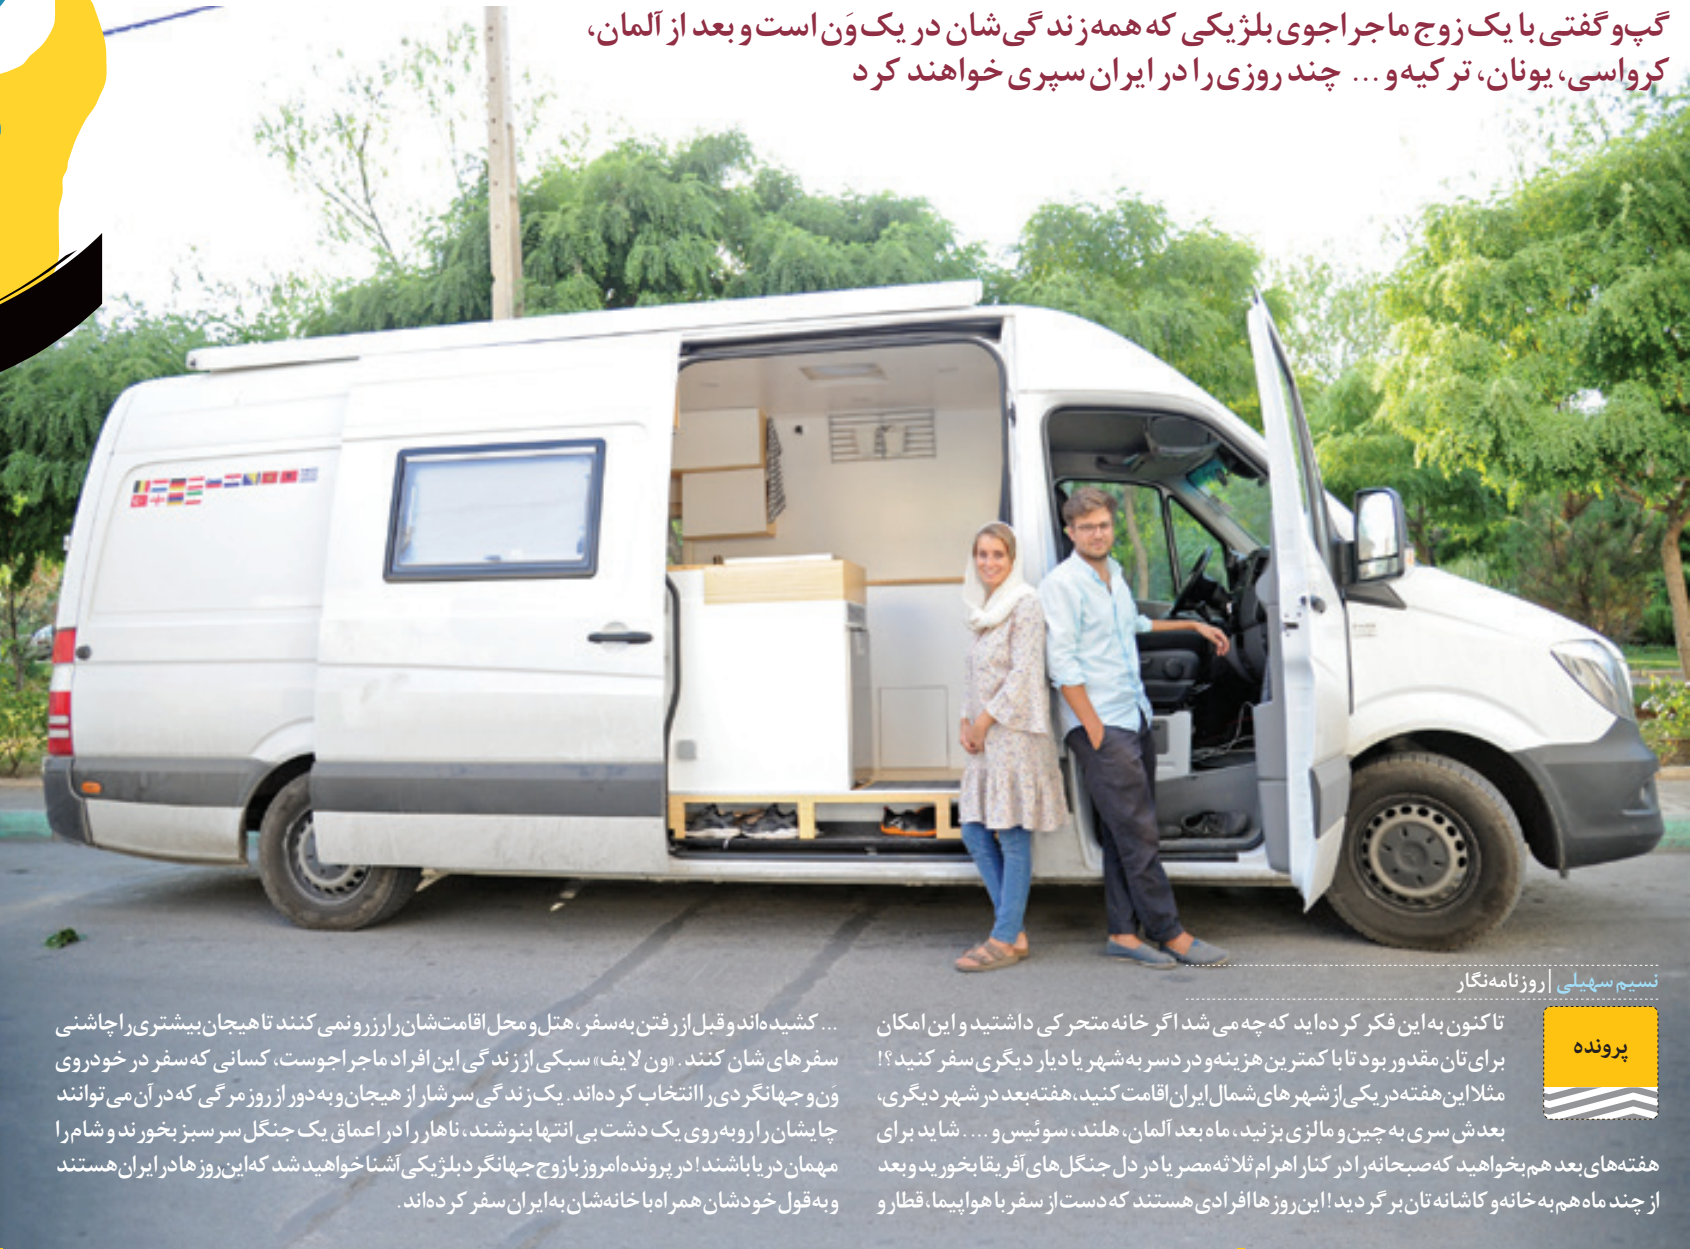 گپ‌و‌گفتی با یک زوج ماجراجوی بلژیکی که همه زندگی‌شان در یک وَن است و بعد از آلمان،
کرواسی، یونان، ترکیه و ... چند روزی را در ایران سپری خواهند کرد
نسیم سهیلی | روزنامه‌نگار
پرونده
تاکنون به این فکر کرده‌اید که چه می‌شد اگر خانه متحرکی داشتید و این امکان
برای‌تان مقدور بود تا با کمترین هزینه و دردسر به شهر یا دیار دیگری سفر کنید؟!
مثلا این هفته در یکی از شهرهای شمال ایران اقامت کنید، هفته بعد در شهر دیگری،
بعدش سری به چین و مالزی بزنید، ماه بعد آلمان، هلند، سوئیس و .... شاید برای
هفته‌های بعد هم بخواهید که صبحانه را در کنار اهرام ثلاثه مصر یا در دل جنگل‌های آفریقا بخورید و بعد
از چند ماه هم به خانه و کاشانه تان برگردید! این روزها افرادی هستند که دست از سفر با هواپیما، قطار و
... کشیده‌اند و قبل از رفتن به سفر، هتل و محل اقامت‌شان را رزرو نمی‌کنند تا هیجان بیشتری را چاشنی
سفرهای‌شان کنند. «ون لایف» سبکی از زندگی این افراد ماجراجوست، کسانی که سفر در خودروی
وَن و جهانگردی را انتخاب کرده‌اند. یک زندگی سرشار از هیجان و به دور از روزمرگی که در آن می‌توانند
چایشان را رو‌به‌روی یک دشت بی انتها بنوشند، ناهار را در اعماق یک جنگل سرسبز بخورند و شام را
مهمان دریا باشند! در پرونده امروز با زوج جهانگرد بلژیکی آشنا خواهید شد که این روزها در ایران هستند
و به قول خودشان همراه با خانه‌شان به ایران سفر کرده‌اند.